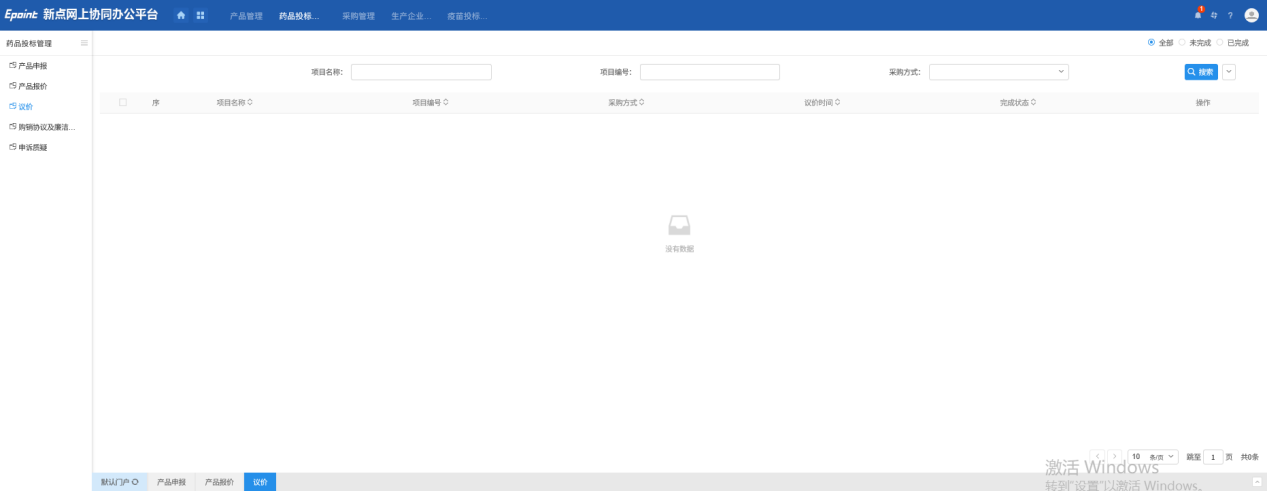 Epoint 新点网上协同办公平台 产品管理 药品投标... 采购管理 生产企业... 疫苗投标... 1 ?
药品投标管理 全部 未完成 已完成
产品申报 项目名称： 项目编号： 采购方式： 搜索
产品报价
议价 序 项目名称 项目编号 采购方式 议价时间 完成状态 操作
购销协议及廉洁...
申诉质疑
没有数据
10 条/页 跳至 1 页 共0条
激活 Windows
转到"设置"以激活 Windows。
默认门户 产品申报 产品报价 议价